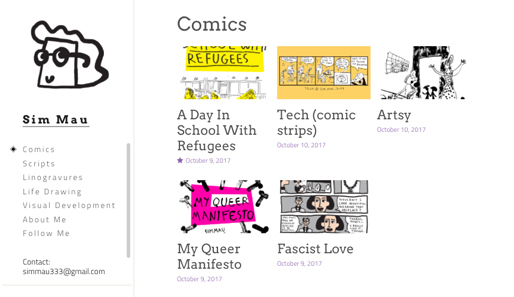 Comics
Sim Mau
Comics
Scripts
Linogravures
Life Drawing
Visual Development
About Me
Follow Me
Contact:
simmau333@gmail.com
SCHOOL WITH
REFUGEES
A Day In
School With
Refugees
October 9, 2017
Tech (comic
strips)
October 10, 2017
Artsy
October 10, 2017
MY QUEER
MANIFESTO
SIMMAU
My Queer
Manifesto
October 9, 2017
Fascist Love
October 9, 2017